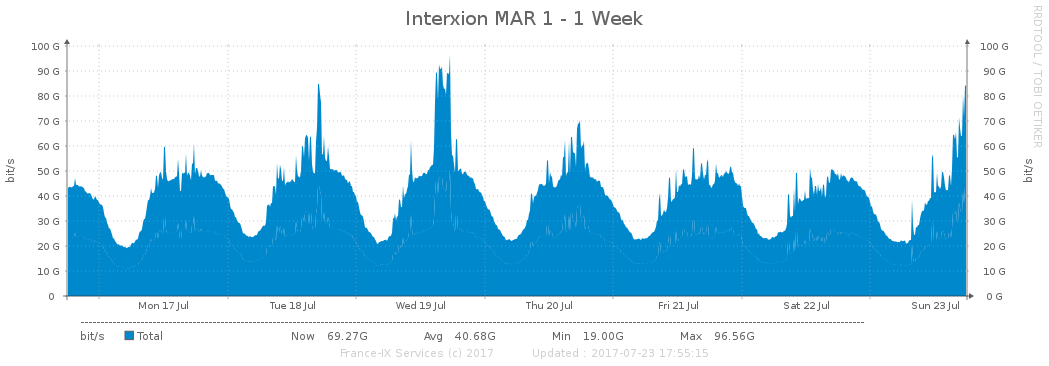 Interxion MAR 1 - 1 Week
RRDTOOL / TOBI OETIKER
bit/s
100 G 100 G
90 G 90 G
80 G 80 G
70 G 70 G
60 G 60 G
50 G 50 G
40 G 40 G
30 G 30 G
20 G 20 G
10 G 10 G
0 0 G
bit/s
Mon 17 Jul Tue 18 Jul Wed 19 Jul Thu 20 Jul Fri 21 Jul Sat 22 Jul Sun 23 Jul
bit/s Total Now 69.27G Avg 40.68G Min 19.00G Max 96.56G
France-IX Services (c) 2017 Updated : 2017-07-23 17:55:15